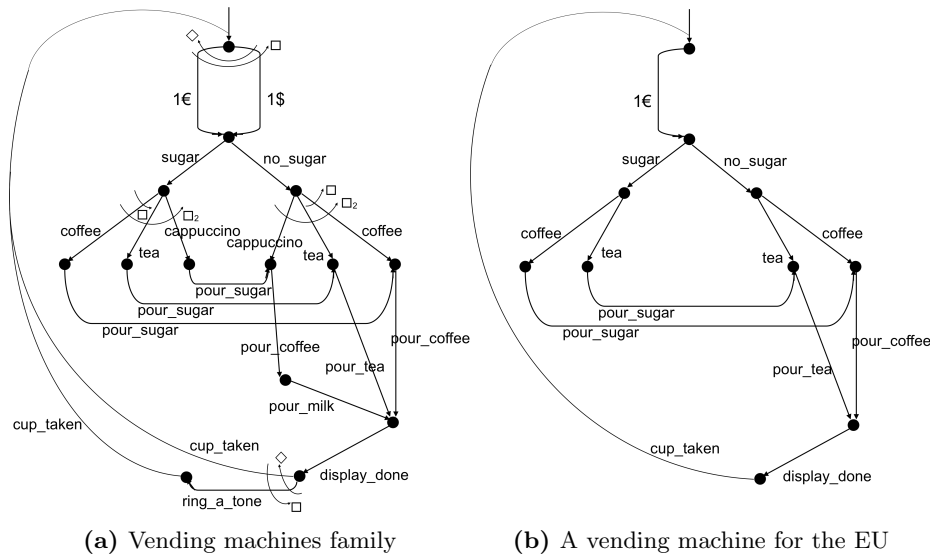 1€ 1$ 1€
sugar no_sugar sugar no_sugar
□ □ □₂ □₂
coffee cappuccino coffee coffee coffee
tea cappuccino tea tea tea
pour_sugar
pour_sugar pour_sugar
pour_sugar pour_sugar
pour_coffee pour_coffee pour_coffee
pour_tea pour_tea
pour_milk
cup_taken cup_taken cup_taken
display_done display_done
ring_a_tone
(a) Vending machines family (b) A vending machine for the EU